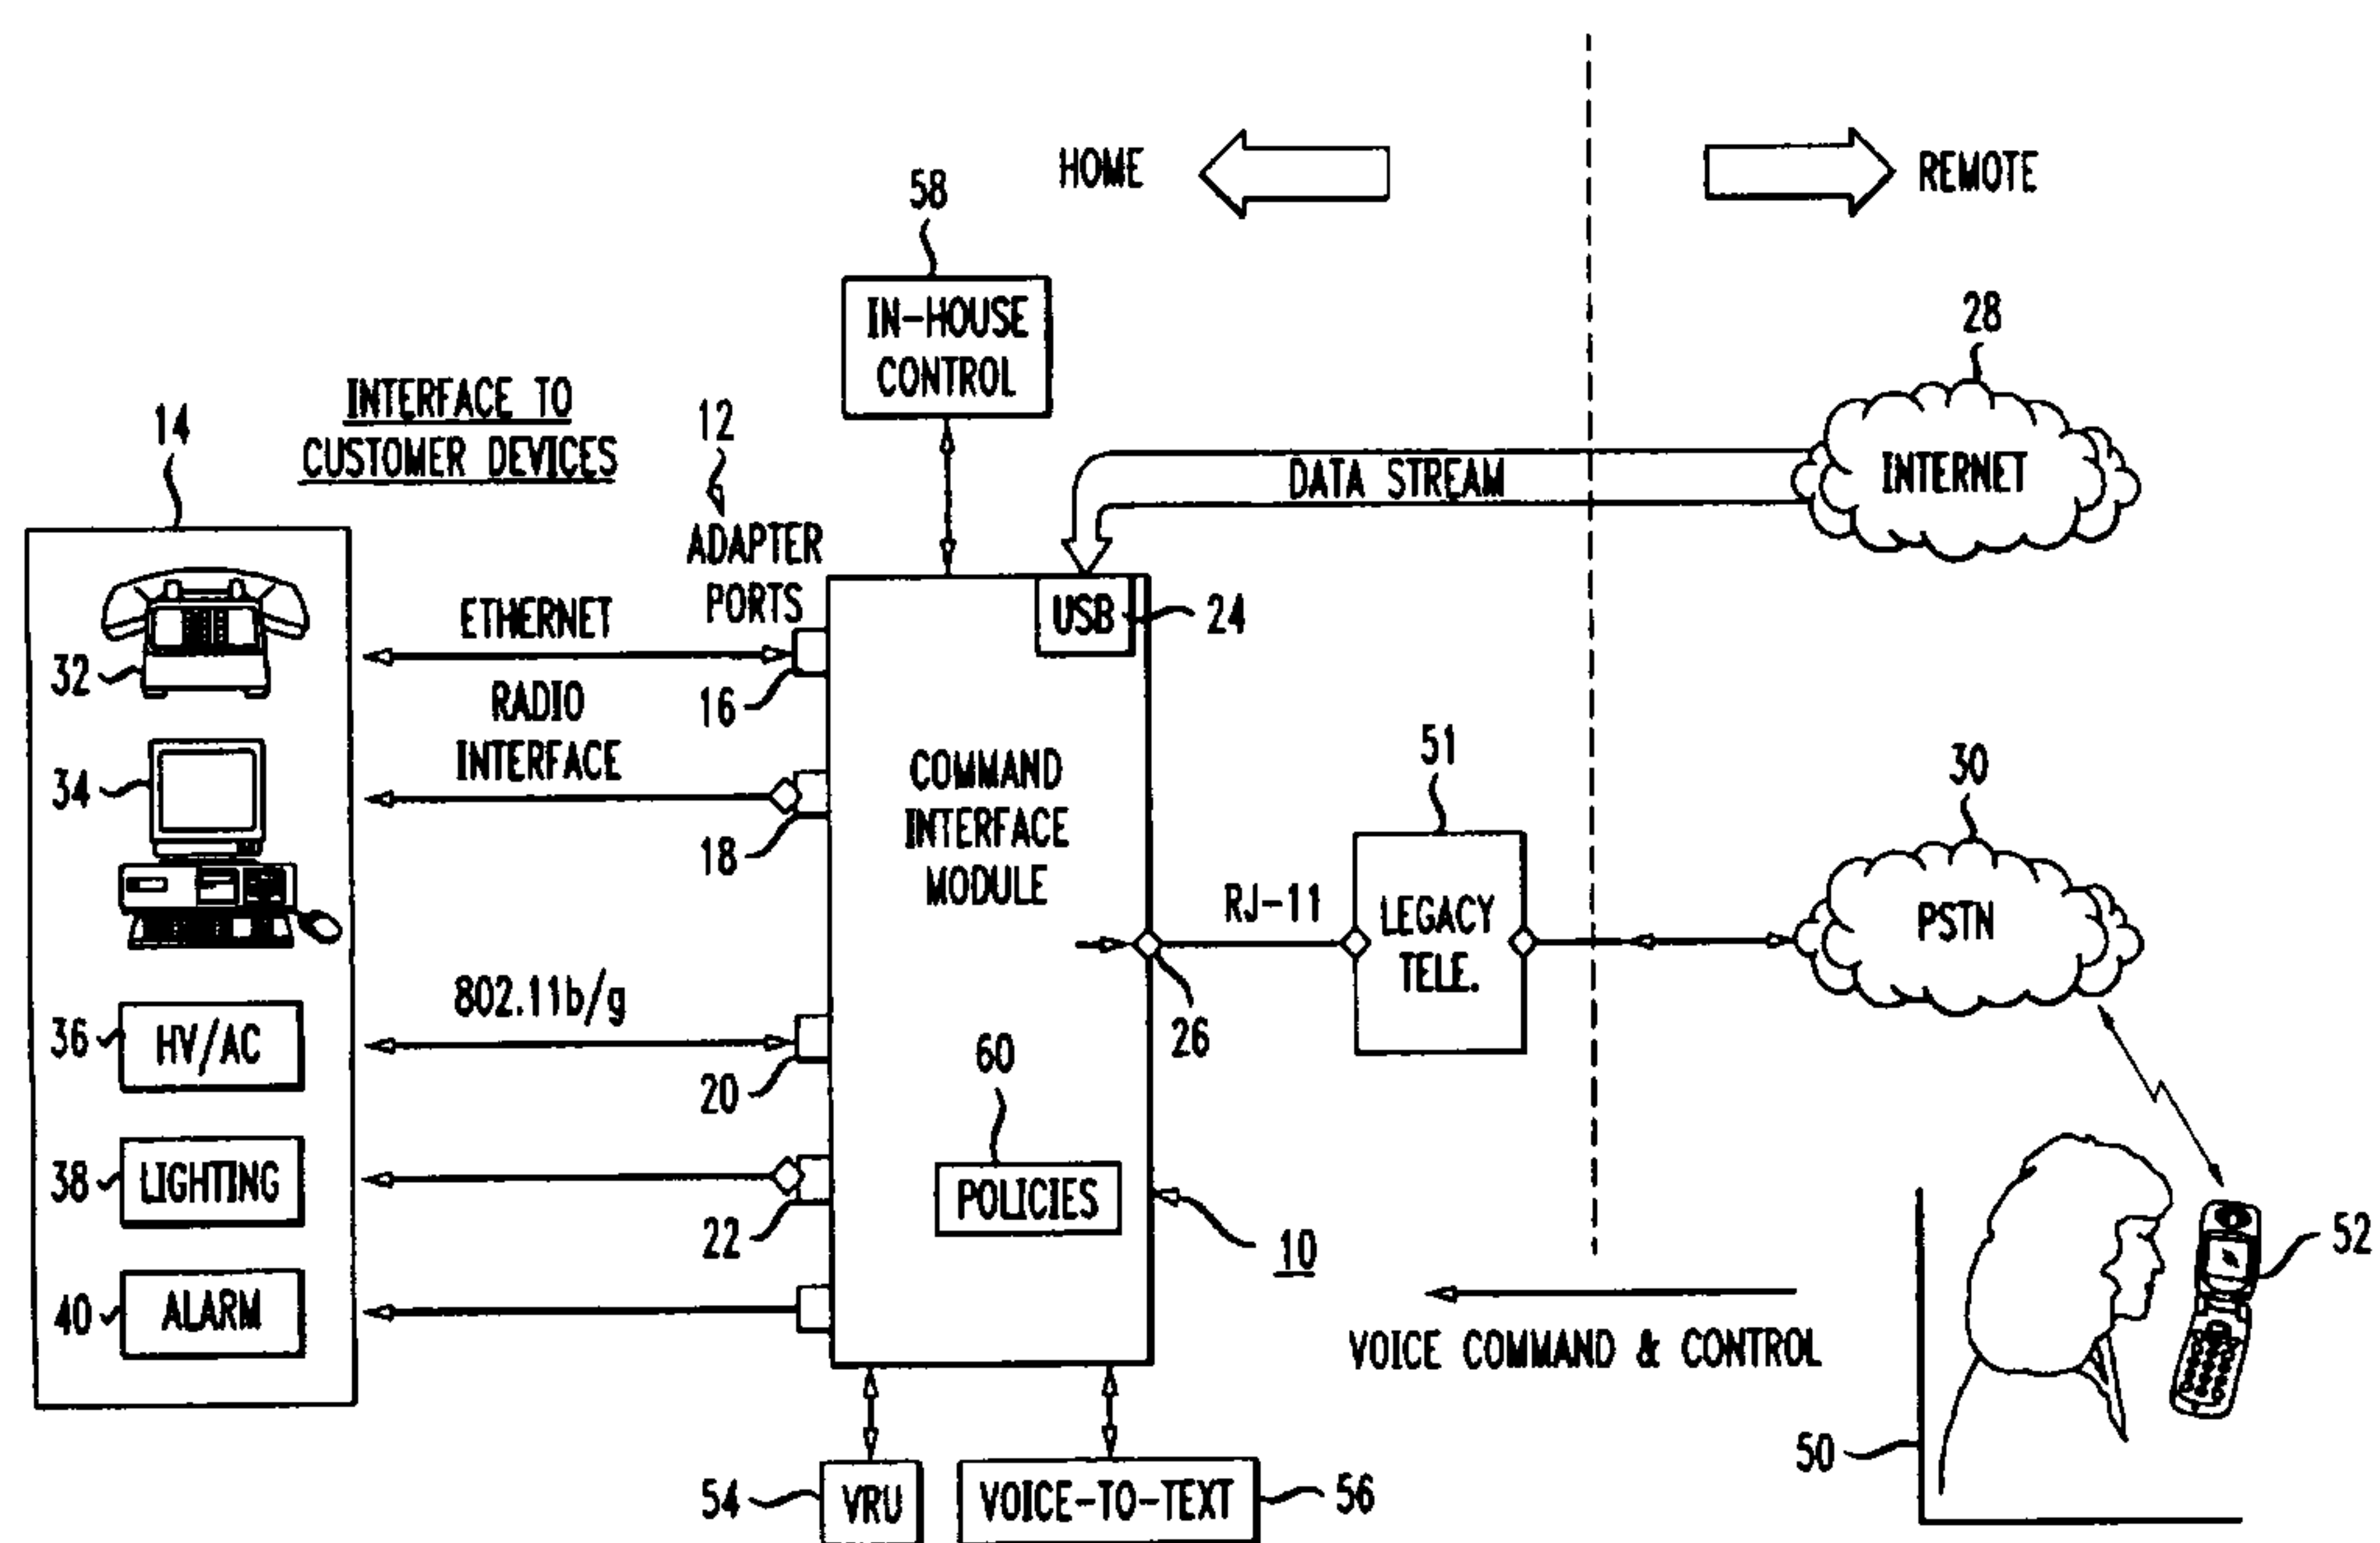 HOME
REMOTE
58
IN-HOUSE
CONTROL
28
INTERNET
DATA STREAM
INTERFACE TO
CUSTOMER DEVICES
14
12
ADAPTER
PORTS
USB
24
ETHERNET
32
16
RADIO
INTERFACE
34
18
COMMAND
INTERFACE
MODULE
51
30
RJ-11
LEGACY
TELE.
PSTN
26
802.11b/g
36
HV/AC
20
60
POLICIES
38
LIGHTING
22
10
52
40
ALARM
VOICE COMMAND & CONTROL
50
54
VRU
VOICE-TO-TEXT
56